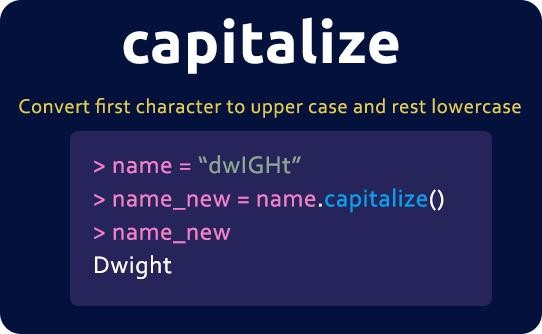 capitalize
Convert first character to upper case and rest lowercase
> name = “dwIGHt”
> name_new = name.capitalize()
> name_new
Dwight